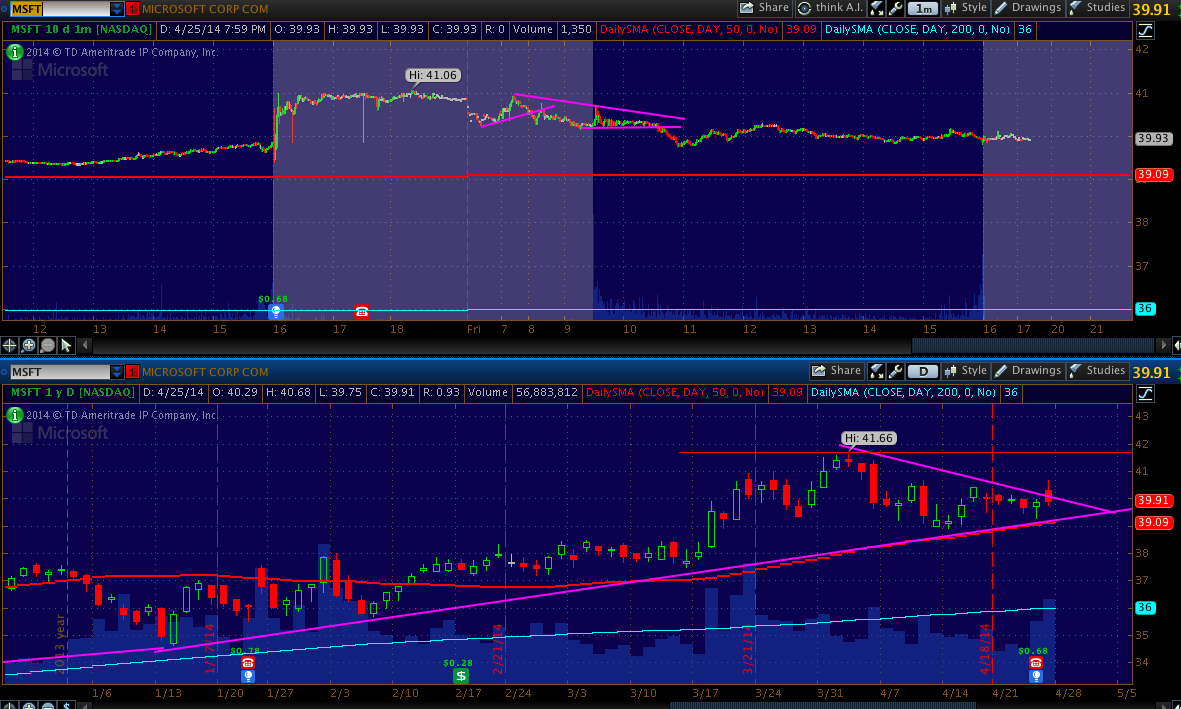 MSFT 1 MICROSOFT CORP COM Share think A.I. 1m Style Drawings Studies 39.91
MSFT 10 d 1m [NASDAQ] D: 4/25/14 7:59 PM O: 39.93 H: 39.93 L: 39.93 C: 39.93 R: 0 Volume 1,350 DailySMA (CLOSE, DAY, 50, 0, No) 39.09 DailySMA (CLOSE, DAY, 200, 0, No) 36
i 2014 © TD Ameritrade IP Company, Inc.
Microsoft
Hi: 41.06
42
41
39.93
39.09
38
37
36
$0.68
12 13 14 15 16 17 18 Fri 7 8 9 10 11 12 13 14 15 16 17 20 21
MSFT 1 MICROSOFT CORP COM Share D Style Drawings Studies 39.91
MSFT 1 y D [NASDAQ] D: 4/25/14 O: 40.29 H: 40.68 L: 39.75 C: 39.91 R: 0.93 Volume 56,883,812 DailySMA (CLOSE, DAY, 50, 0, No) 39.09 DailySMA (CLOSE, DAY, 200, 0, No) 36
i 2014 © TD Ameritrade IP Company, Inc.
Microsoft
Hi: 41.66
43
42
41
39.91
39.09
38
37
36
35
34
2013 year
1/17/14
2/21/14
3/21/14
4/18/14
$0.78
$0.28
$
$0.68
1/6 1/13 1/20 1/27 2/3 2/10 2/17 2/24 3/3 3/10 3/17 3/24 3/31 4/7 4/14 4/21 4/28 5/5